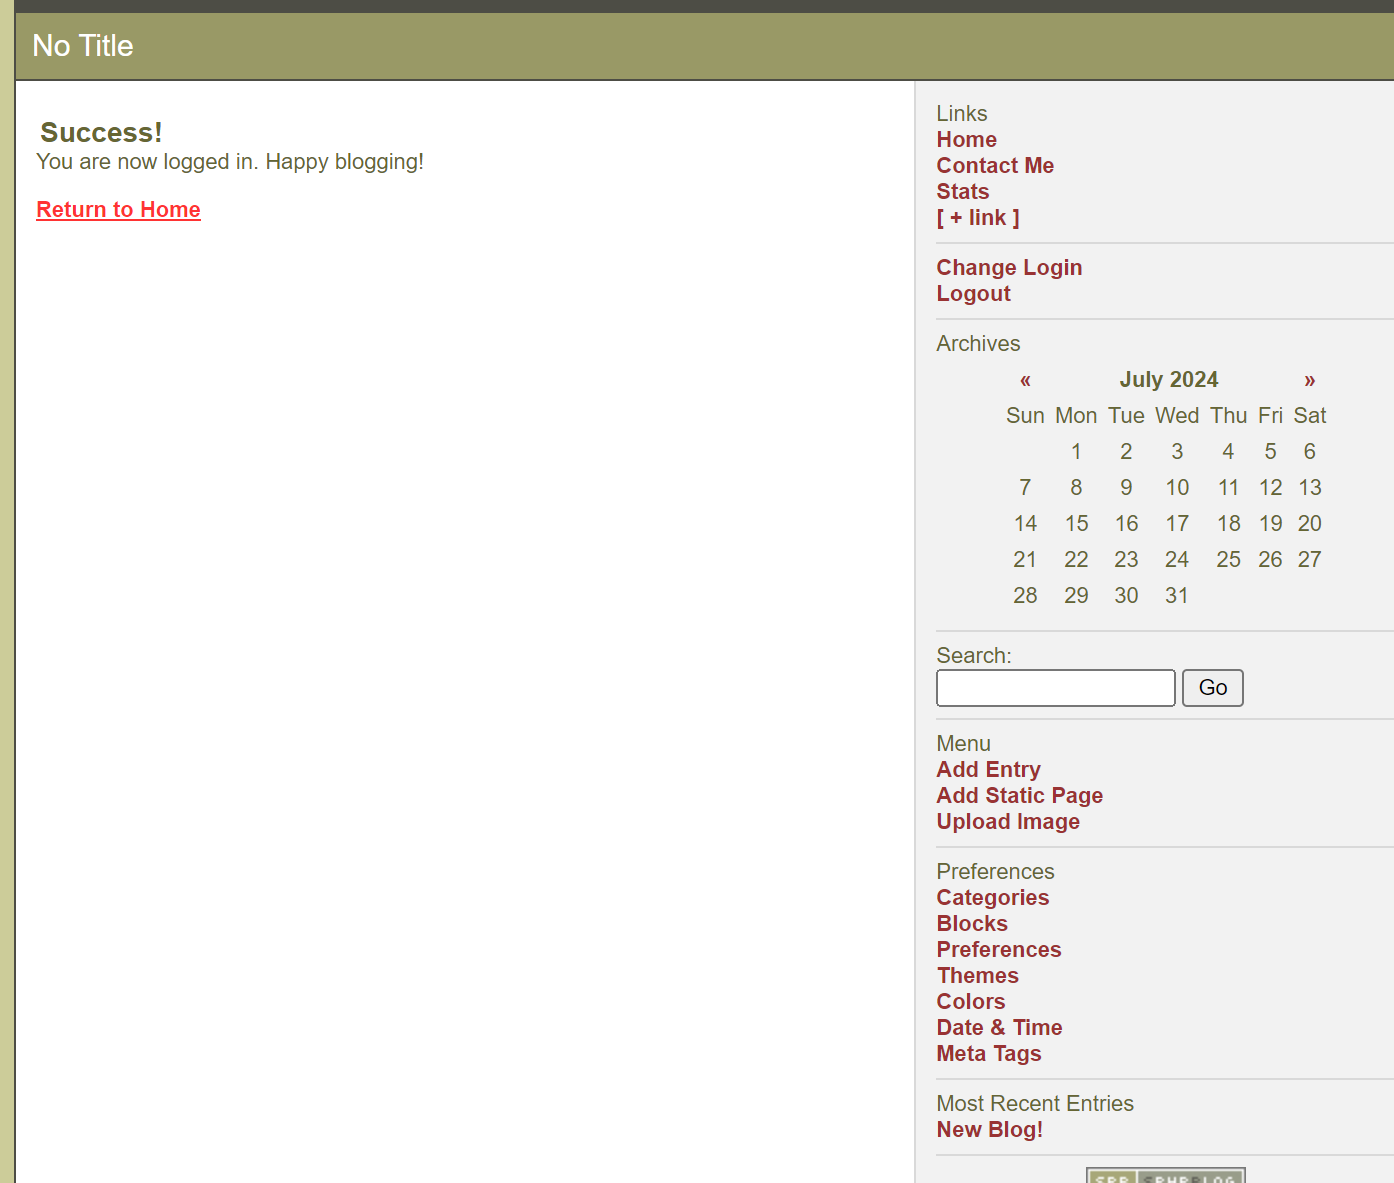 No Title
Success!
You are now logged in. Happy blogging!
Return to Home
Links
Home
Contact Me
Stats
[ + link ]
Change Login
Logout
Archives
« July 2024 »
Sun Mon Tue Wed Thu Fri Sat
1 2 3 4 5 6
7 8 9 10 11 12 13
14 15 16 17 18 19 20
21 22 23 24 25 26 27
28 29 30 31
Search:
Go
Menu
Add Entry
Add Static Page
Upload Image
Preferences
Categories
Blocks
Preferences
Themes
Colors
Date & Time
Meta Tags
Most Recent Entries
New Blog!